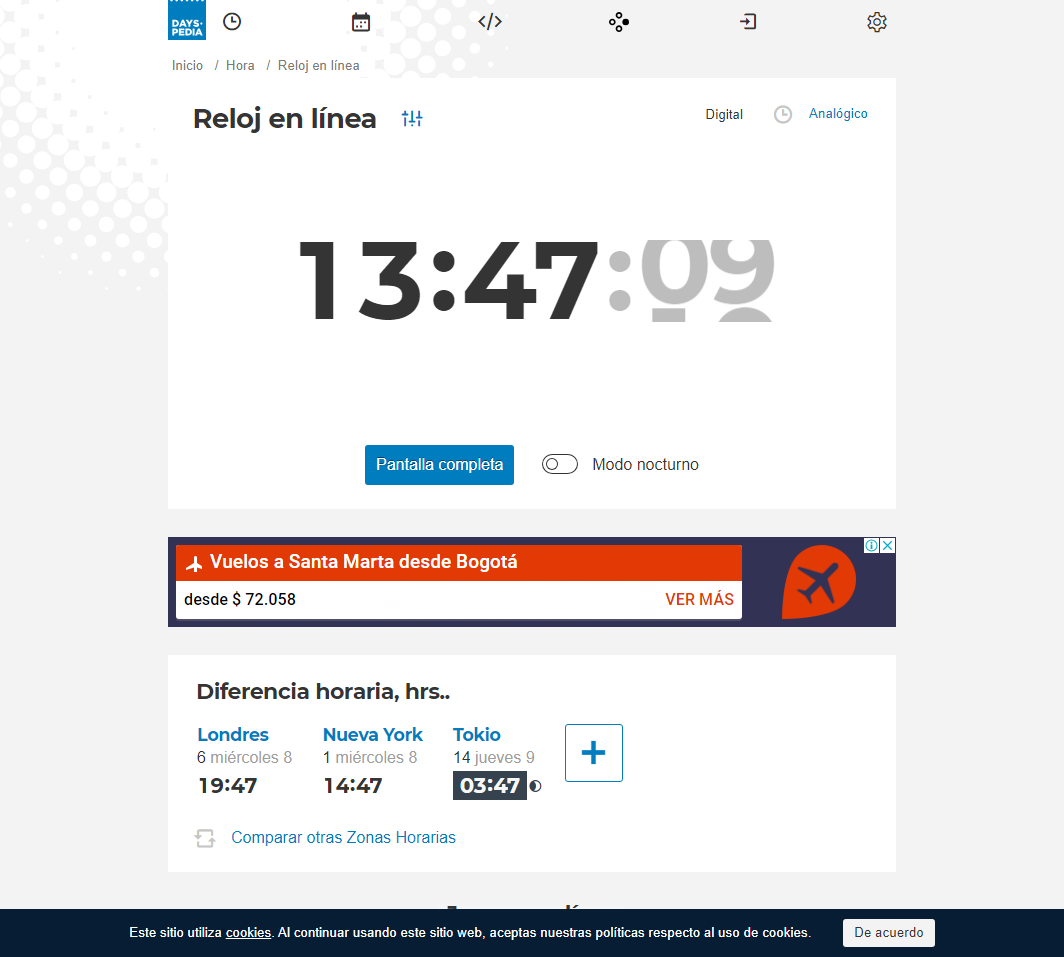 DAYS·
PEDIA
Inicio / Hora / Reloj en línea
Reloj en línea
Digital
Analógico
13:47:09
Pantalla completa
Modo nocturno
Vuelos a Santa Marta desde Bogotá
desde $ 72.058
VER MÁS
Diferencia horaria, hrs..
Londres
6 miércoles 8
19:47
Nueva York
1 miércoles 8
14:47
Tokio
14 jueves 9
03:47
+
Comparar otras Zonas Horarias
Este sitio utiliza cookies. Al continuar usando este sitio web, aceptas nuestras políticas respecto al uso de cookies.
De acuerdo